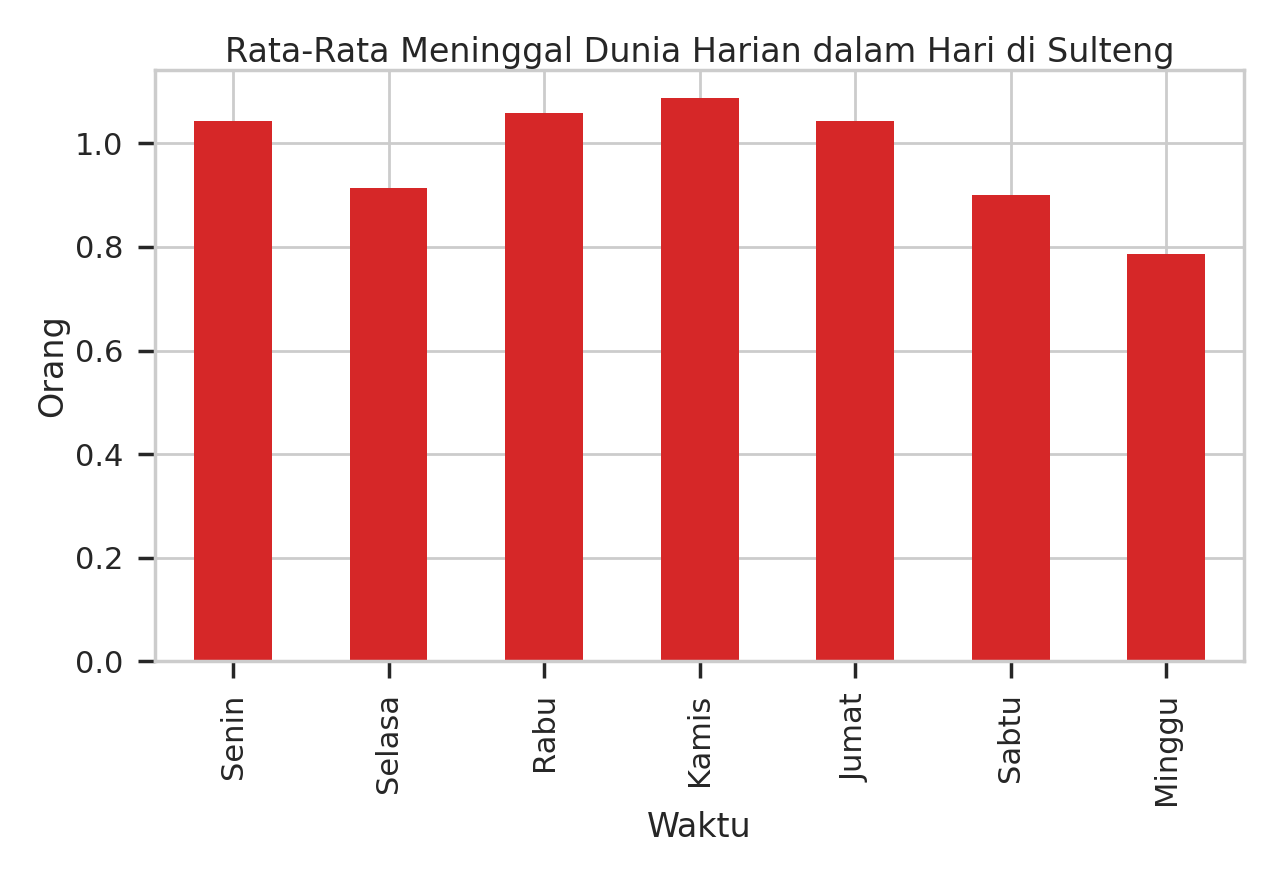 Rata-Rata Meninggal Dunia Harian dalam Hari di Sulteng
Orang
1.0
0.8
0.6
0.4
0.2
0.0
Senin
Selasa
Rabu
Kamis
Jumat
Sabtu
Minggu
Waktu